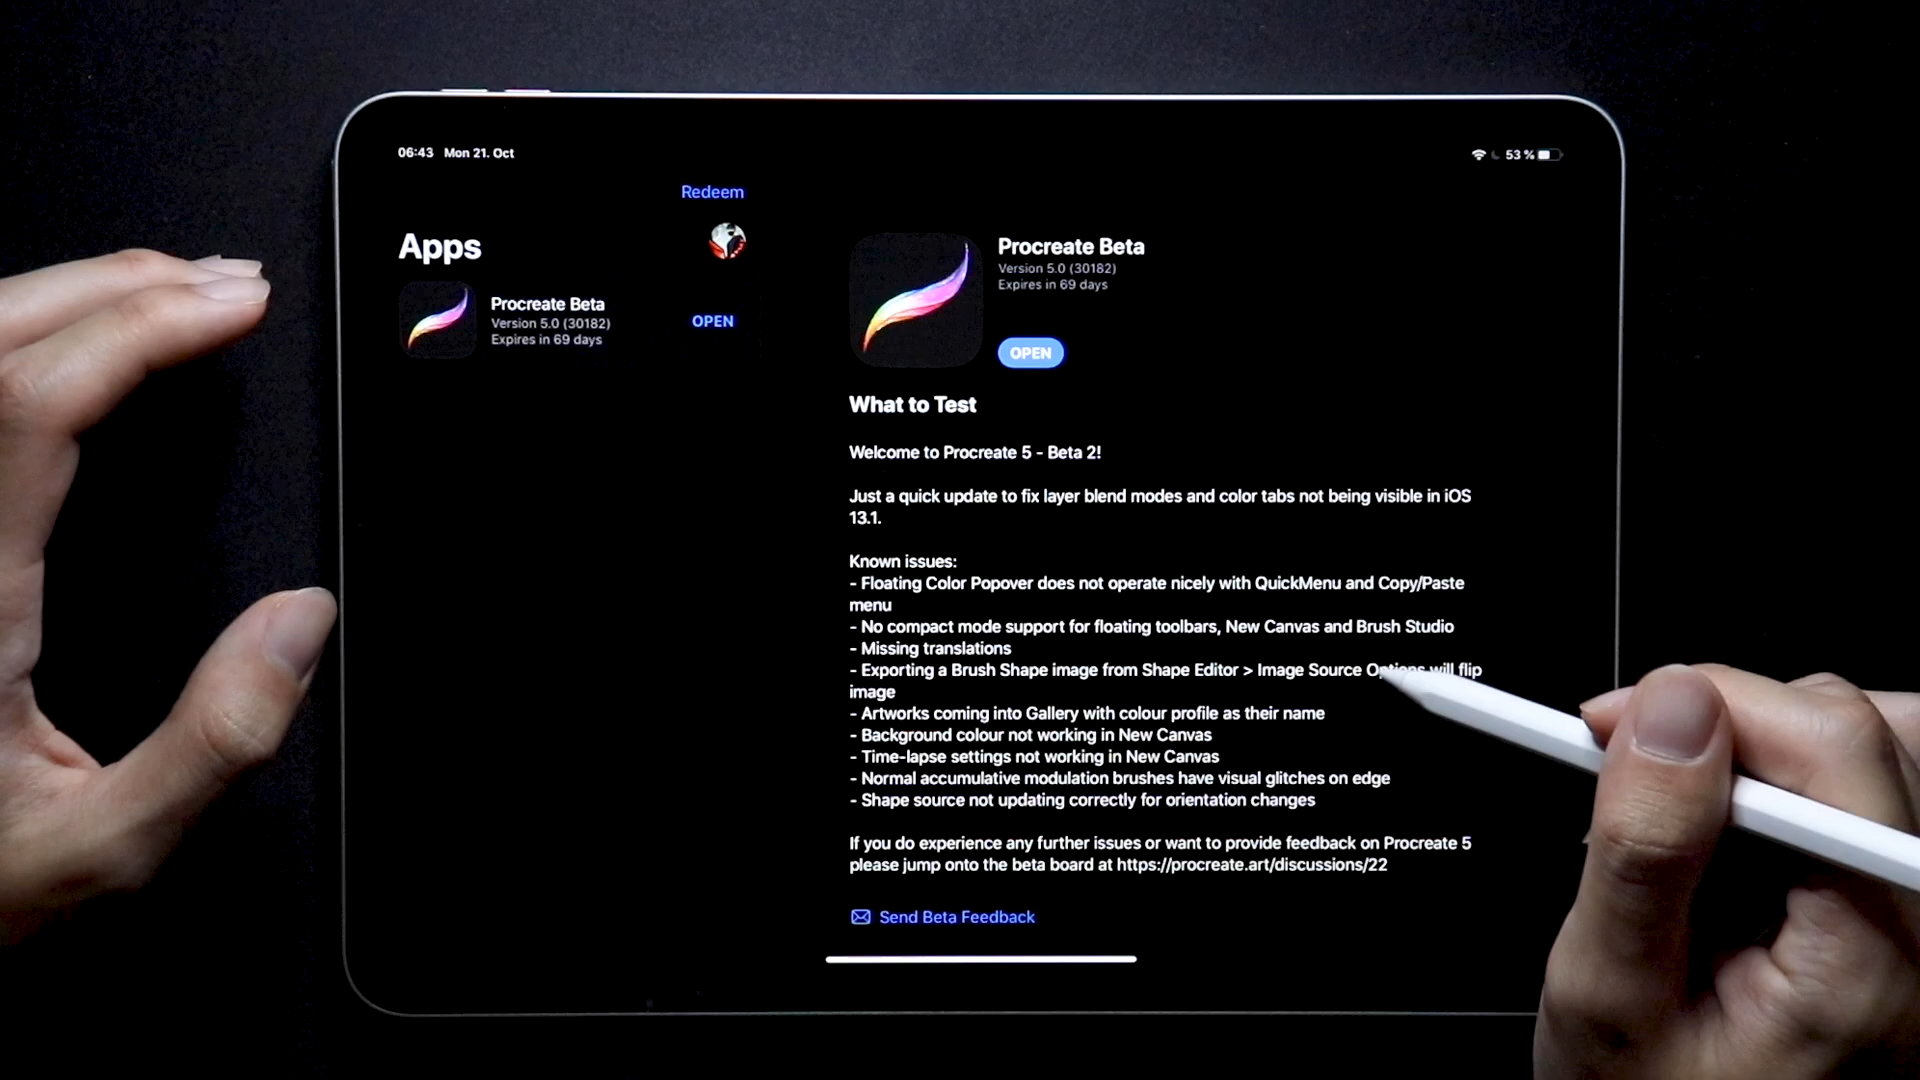 06:43 Mon 21. Oct
53 %
Redeem
Apps
Procreate Beta
Version 5.0 (30182)
Expires in 69 days
OPEN
Procreate Beta
Version 5.0 (30182)
Expires in 69 days
OPEN
What to Test
Welcome to Procreate 5 - Beta 2!
Just a quick update to fix layer blend modes and color tabs not being visible in iOS
13.1.
Known issues:
- Floating Color Popover does not operate nicely with QuickMenu and Copy/Paste
menu
- No compact mode support for floating toolbars, New Canvas and Brush Studio
- Missing translations
- Exporting a Brush Shape image from Shape Editor > Image Source Options will flip
image
- Artworks coming into Gallery with colour profile as their name
- Background colour not working in New Canvas
- Time-lapse settings not working in New Canvas
- Normal accumulative modulation brushes have visual glitches on edge
- Shape source not updating correctly for orientation changes
If you do experience any further issues or want to provide feedback on Procreate 5
please jump onto the beta board at https://procreate.art/discussions/22
Send Beta Feedback